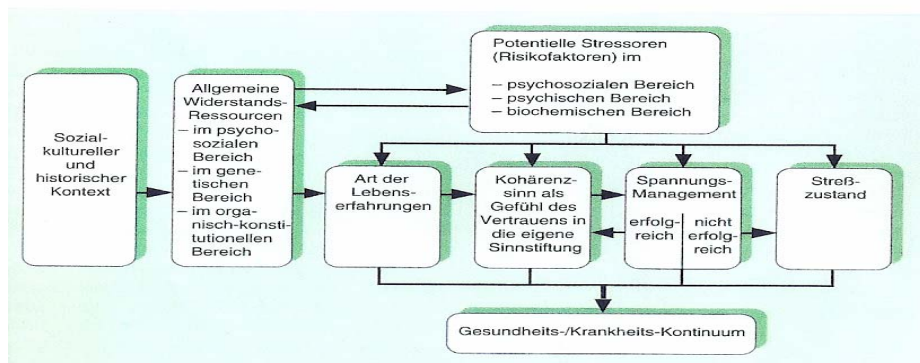 Sozial-
kultureller
und
historischer
Kontext
Allgemeine
Widerstands-
Ressourcen
– im psycho-
sozialen
Bereich
– im gene-
tischen
Bereich
– im orga-
nisch-konsti-
tutionellen
Bereich
Potentielle Stressoren
(Risikofaktoren) im
– psychosozialen Bereich
– psychischen Bereich
– biochemischen Bereich
Art der
Lebens-
erfahrungen
Kohärenz-
sinn als
Gefühl des
Vertrauens in
die eigene
Sinnstiftung
Spannungs-
Management
erfolg-
reich
nicht
erfolg-
reich
Streß-
zustand
Gesundheits-/Krankheits-Kontinuum